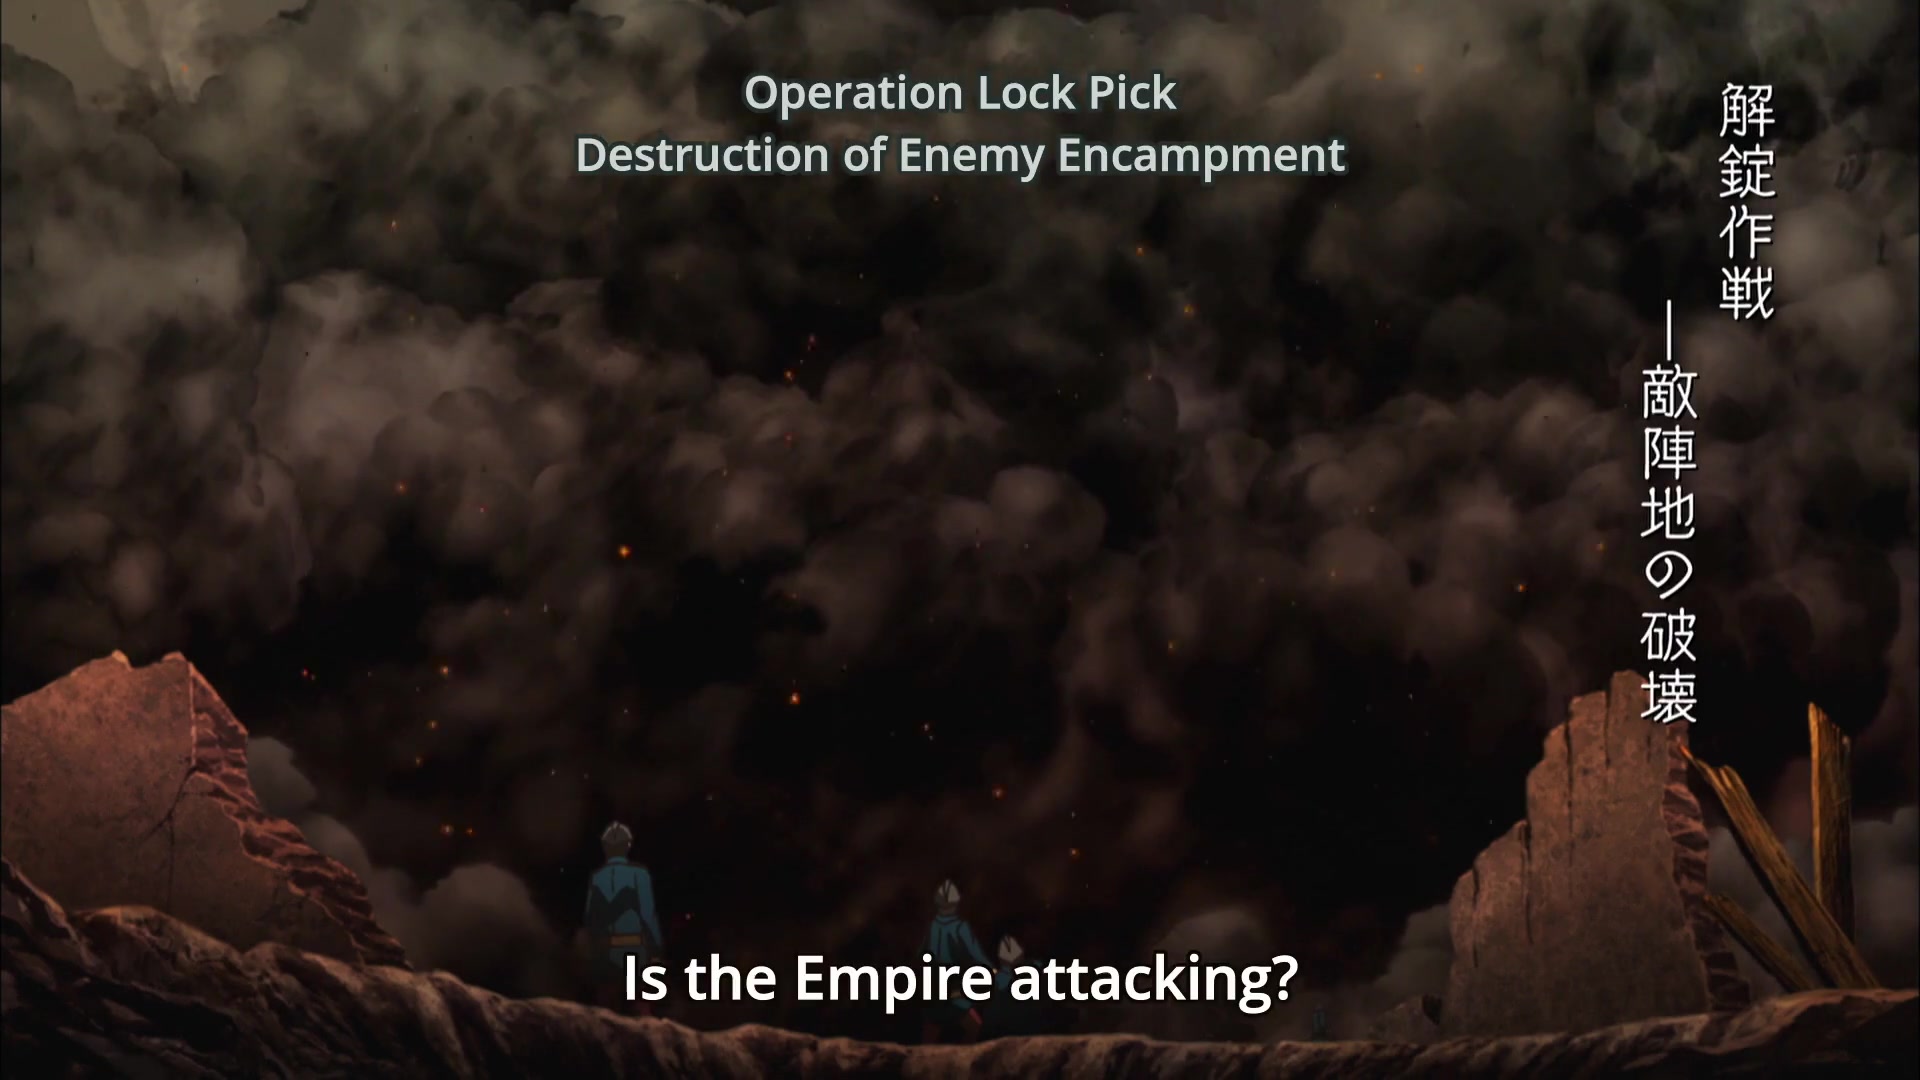 Operation Lock Pick
Destruction of Enemy Encampment
解錠作戦
―敵陣地の破壊
Is the Empire attacking?